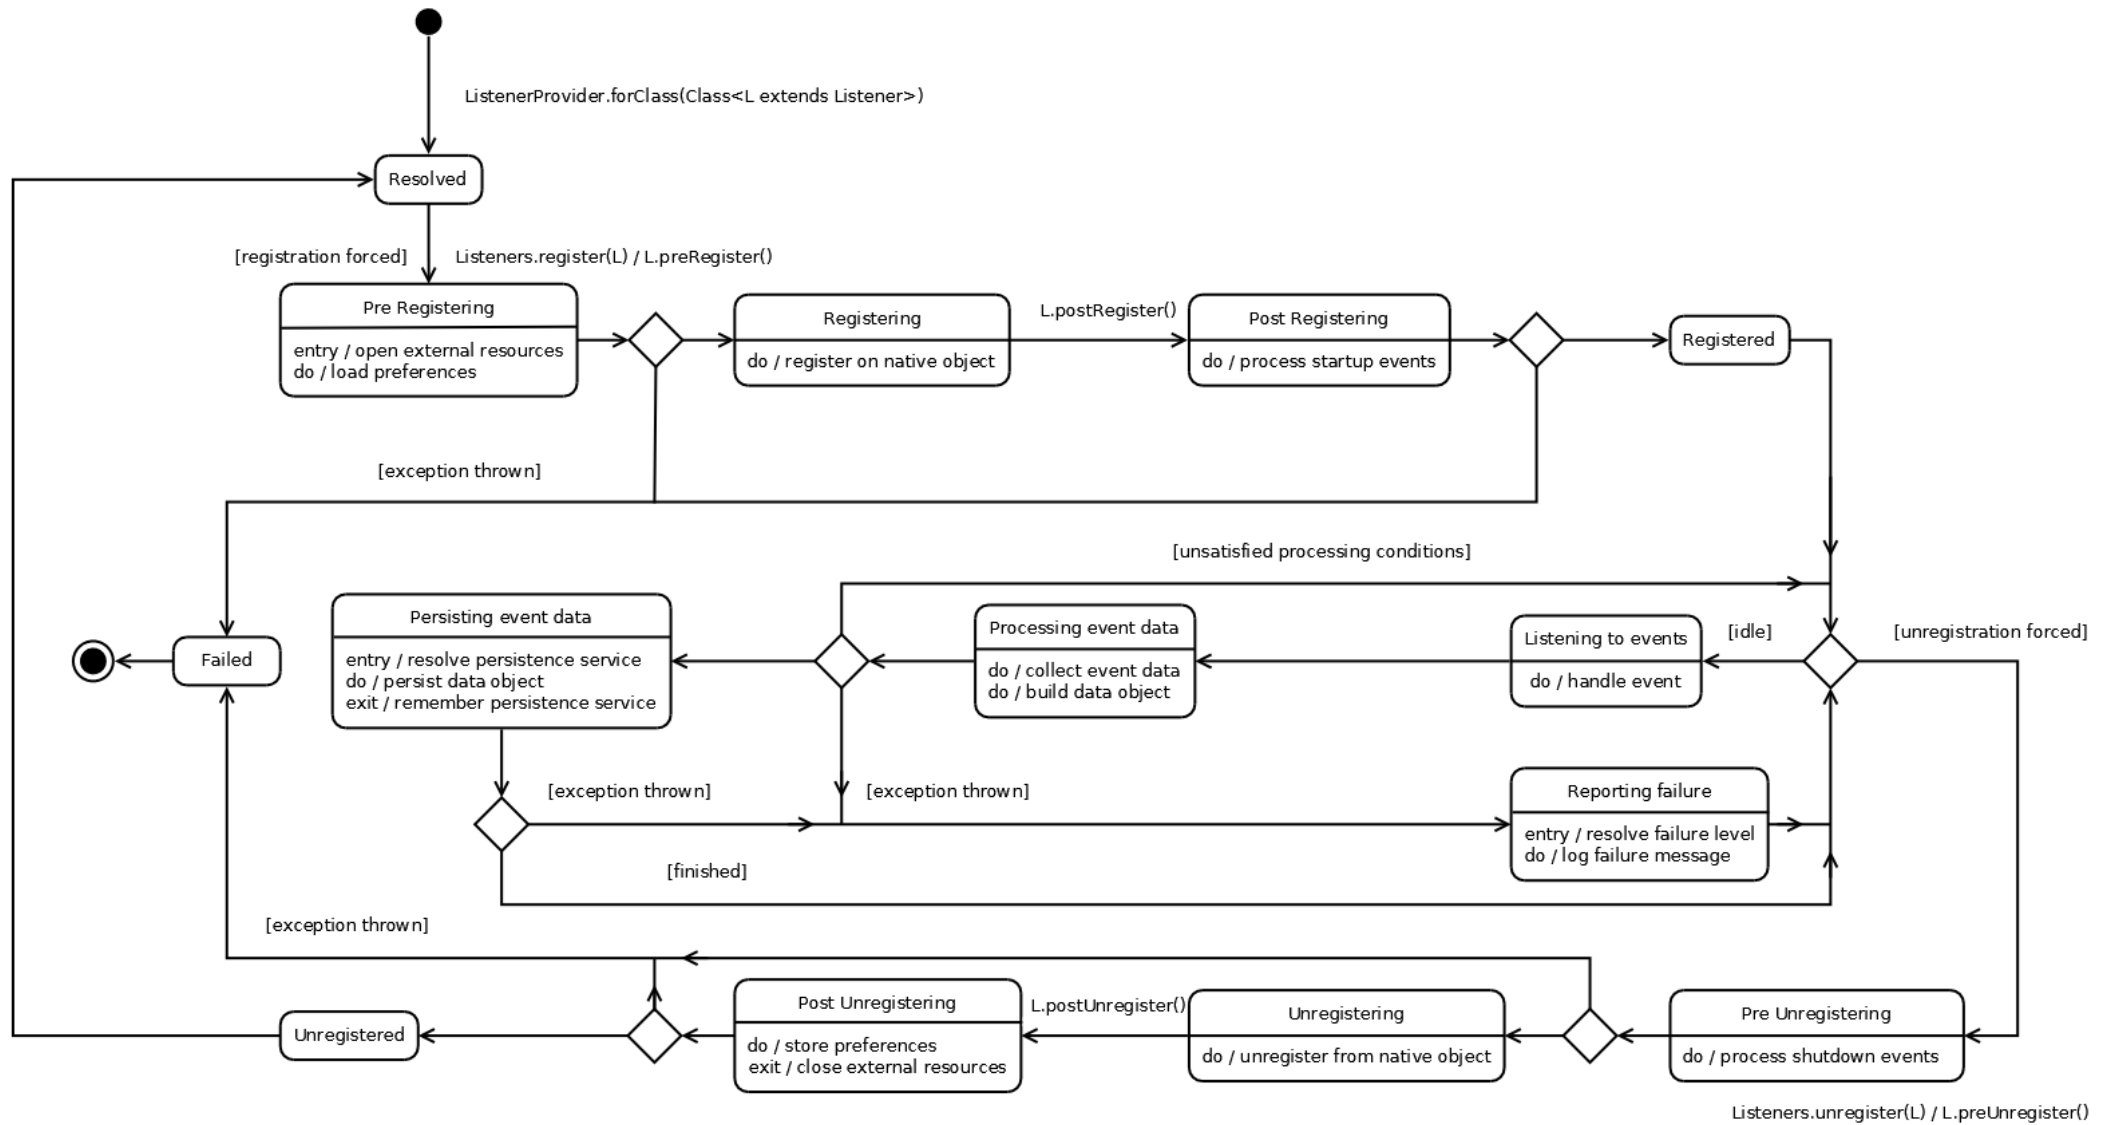 ListenerProvider.forClass(Class<L extends Listener>)
Resolved
[registration forced]
Listeners.register(L) / L.preRegister()
Pre Registering
entry / open external resources
do / load preferences
Registering
do / register on native object
L.postRegister()
Post Registering
do / process startup events
Registered
[exception thrown]
[unsatisfied processing conditions]
Failed
Persisting event data
entry / resolve persistence service
do / persist data object
exit / remember persistence service
Processing event data
do / collect event data
do / build data object
Listening to events
do / handle event
[idle]
[unregistration forced]
[exception thrown]
[exception thrown]
Reporting failure
entry / resolve failure level
do / log failure message
[finished]
[exception thrown]
Unregistered
Post Unregistering
do / store preferences
exit / close external resources
L.postUnregister()
Unregistering
do / unregister from native object
Pre Unregistering
do / process shutdown events
Listeners.unregister(L) / L.preUnregister()